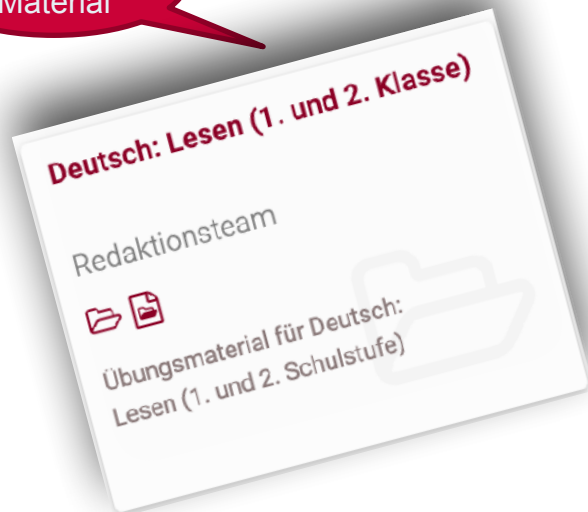 Material
Deutsch: Lesen (1. und 2. Klasse)
Redaktionsteam
Übungsmaterial für Deutsch:
Lesen (1. und 2. Schulstufe)